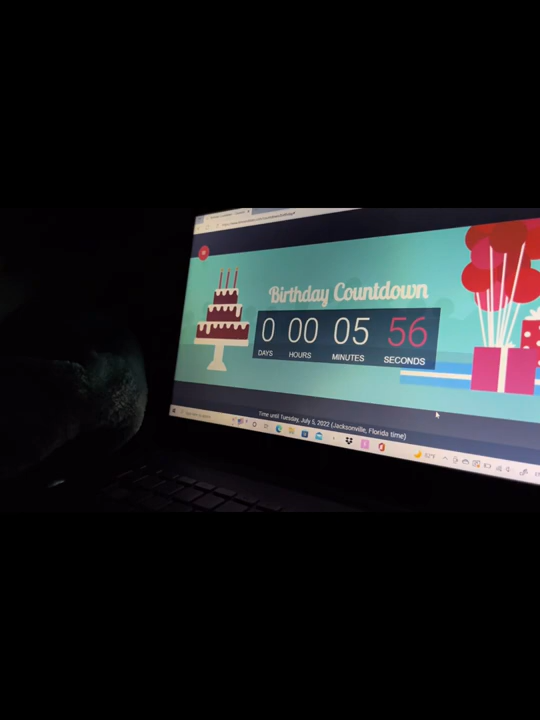 Birthday Countdown
0 00 05 56
DAYS HOURS MINUTES SECONDS
Time until Tuesday, July 5, 2022 (Jacksonville, Florida time)